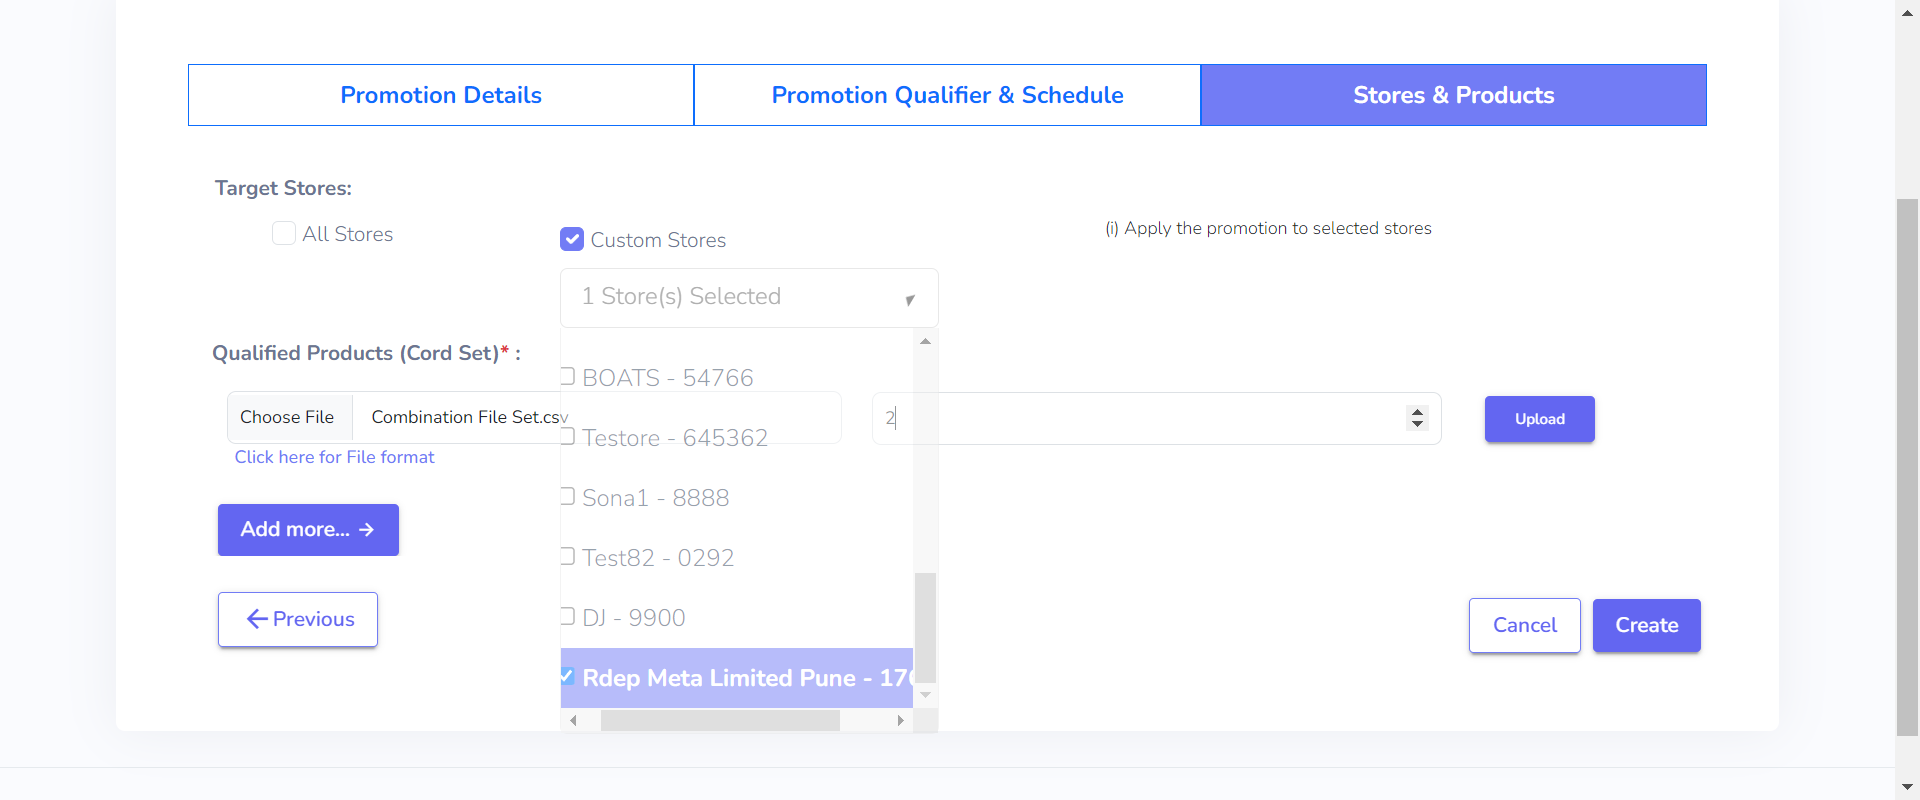 Promotion Details
Promotion Qualifier & Schedule
Stores & Products
Target Stores:
All Stores
Custom Stores
(i) Apply the promotion to selected stores
1 Store(s) Selected
Qualified Products (Cord Set)* :
BOATS - 54766
Choose File
Combination File Set.csv
2
Upload
Testore - 645362
Click here for File format
Sona1 - 8888
Add more...
Test82 - 0292
DJ - 9900
Previous
Cancel
Create
Rdep Meta Limited Pune - 17